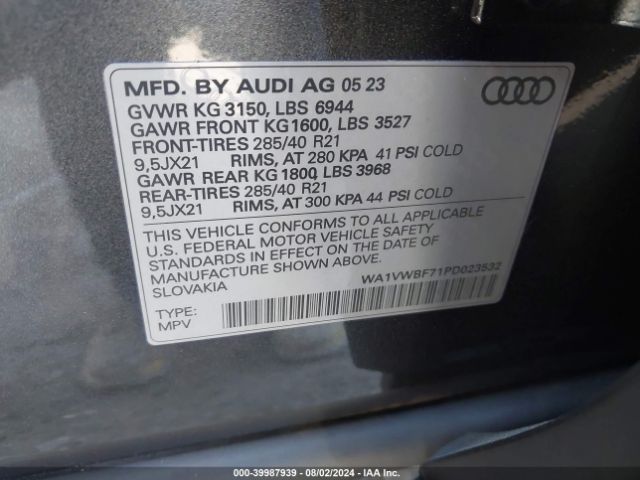 MFD. BY AUDI AG 05 23
GVWR KG 3150, LBS 6944
GAWR FRONT KG 1600, LBS 3527
FRONT-TIRES 285/40 R21
9,5JX21 RIMS, AT 280 KPA 41 PSI COLD
GAWR REAR KG 1800, LBS 3968
REAR-TIRES 285/40 R21
9,5JX21 RIMS, AT 300 KPA 44 PSI COLD
THIS VEHICLE CONFORMS TO ALL APPLICABLE
U.S. FEDERAL MOTOR VEHICLE SAFETY
STANDARDS IN EFFECT ON THE DATE OF
MANUFACTURE SHOWN ABOVE.
SLOVAKIA
WA1VWBF71PD023532
TYPE:
MPV
000-39987939 - 08/02/2024 - IAA Inc.